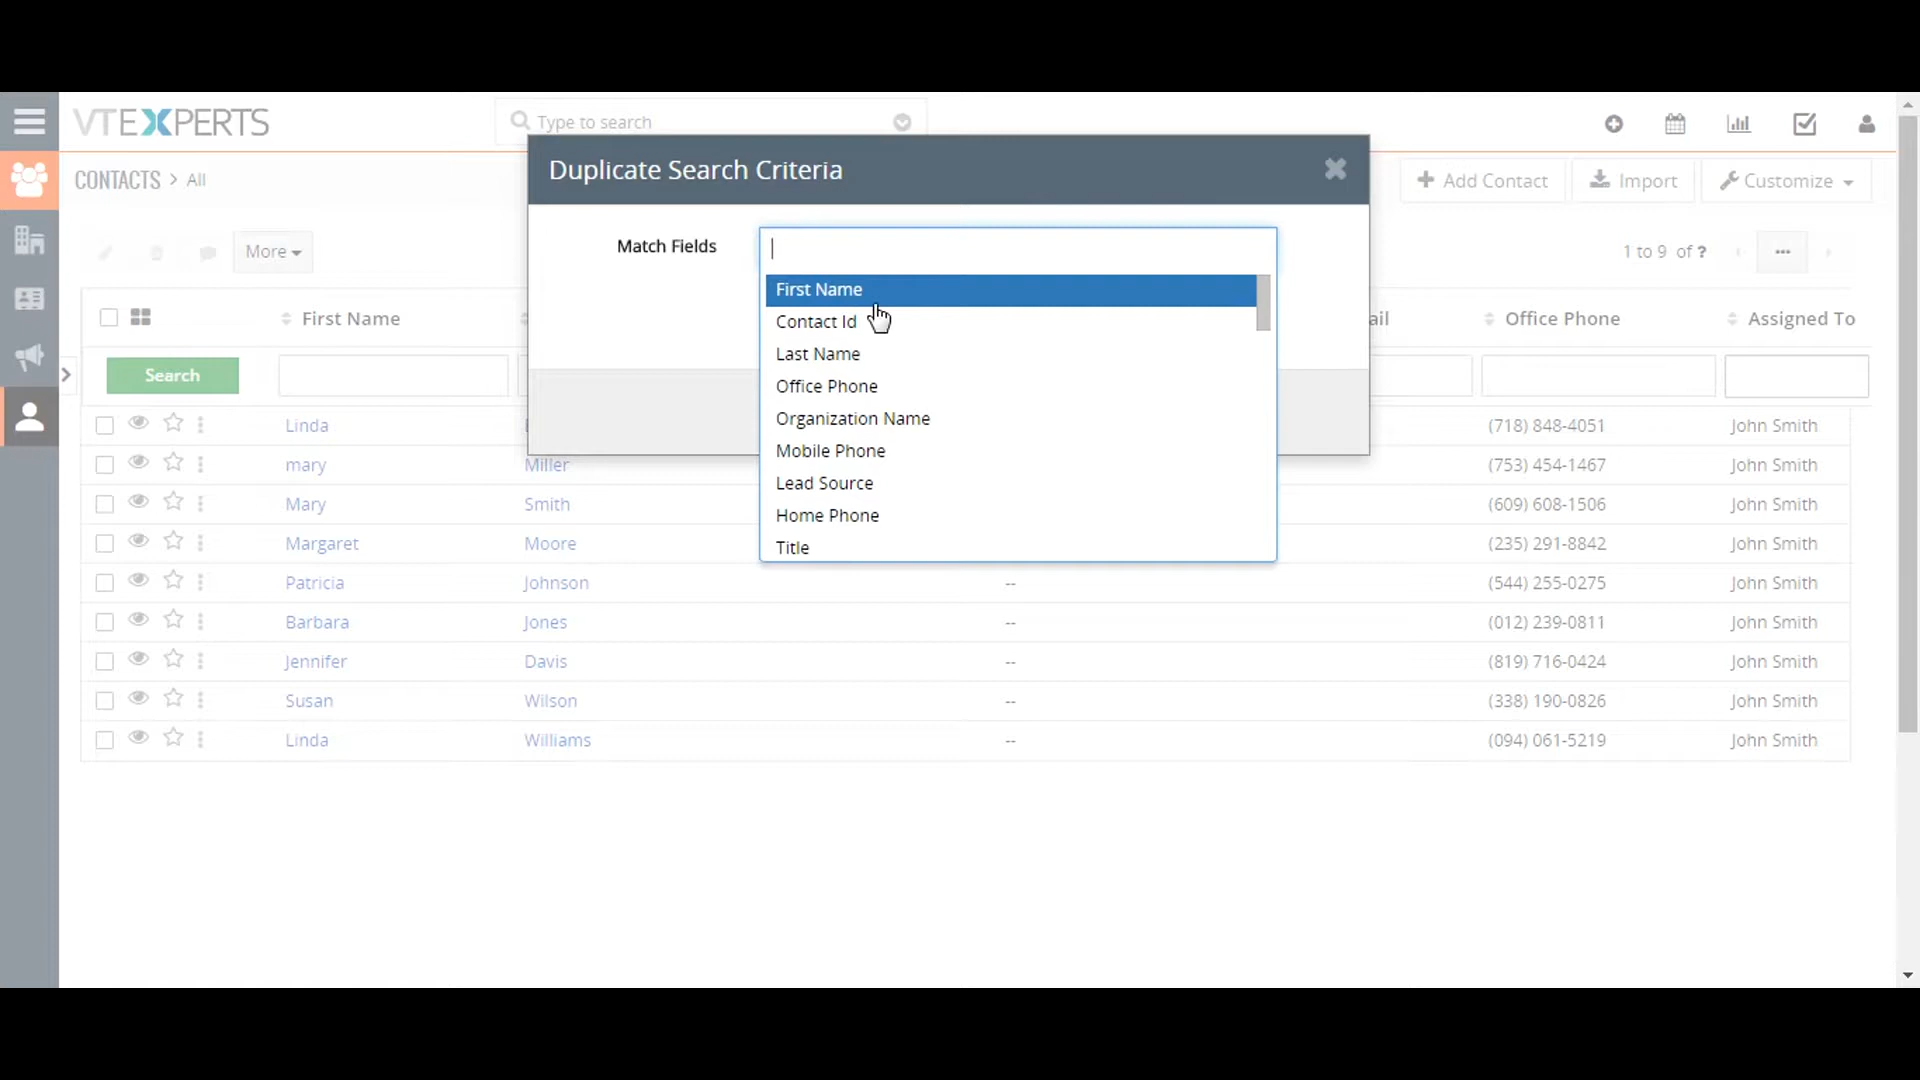 VTEXPERTS
Type to search
Duplicate Search Criteria
CONTACTS > All
Add Contact
Import
Customize
Match Fields
More
1 to 9 of ?
First Name
Contact Id
Last Name
Office Phone
Organization Name
Mobile Phone
Lead Source
Home Phone
Title
First Name ail Office Phone Assigned To
Search
Linda (718) 848-4051 John Smith
mary Miller (753) 454-1467 John Smith
Mary Smith (609) 608-1506 John Smith
Margaret Moore (235) 291-8842 John Smith
Patricia Johnson -- (544) 255-0275 John Smith
Barbara Jones -- (012) 239-0811 John Smith
Jennifer Davis -- (819) 716-0424 John Smith
Susan Wilson -- (338) 190-0826 John Smith
Linda Williams -- (094) 061-5219 John Smith